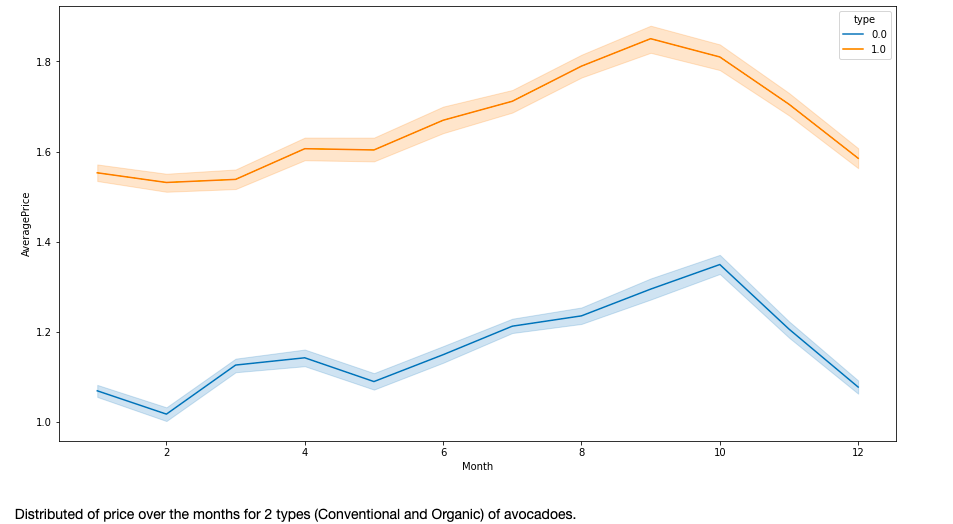 type
0.0
1.0
1.8
1.6
1.4
1.2
1.0
AveragePrice
2 4 6 8 10 12
Month
Distributed of price over the months for 2 types (Conventional and Organic) of avocadoes.